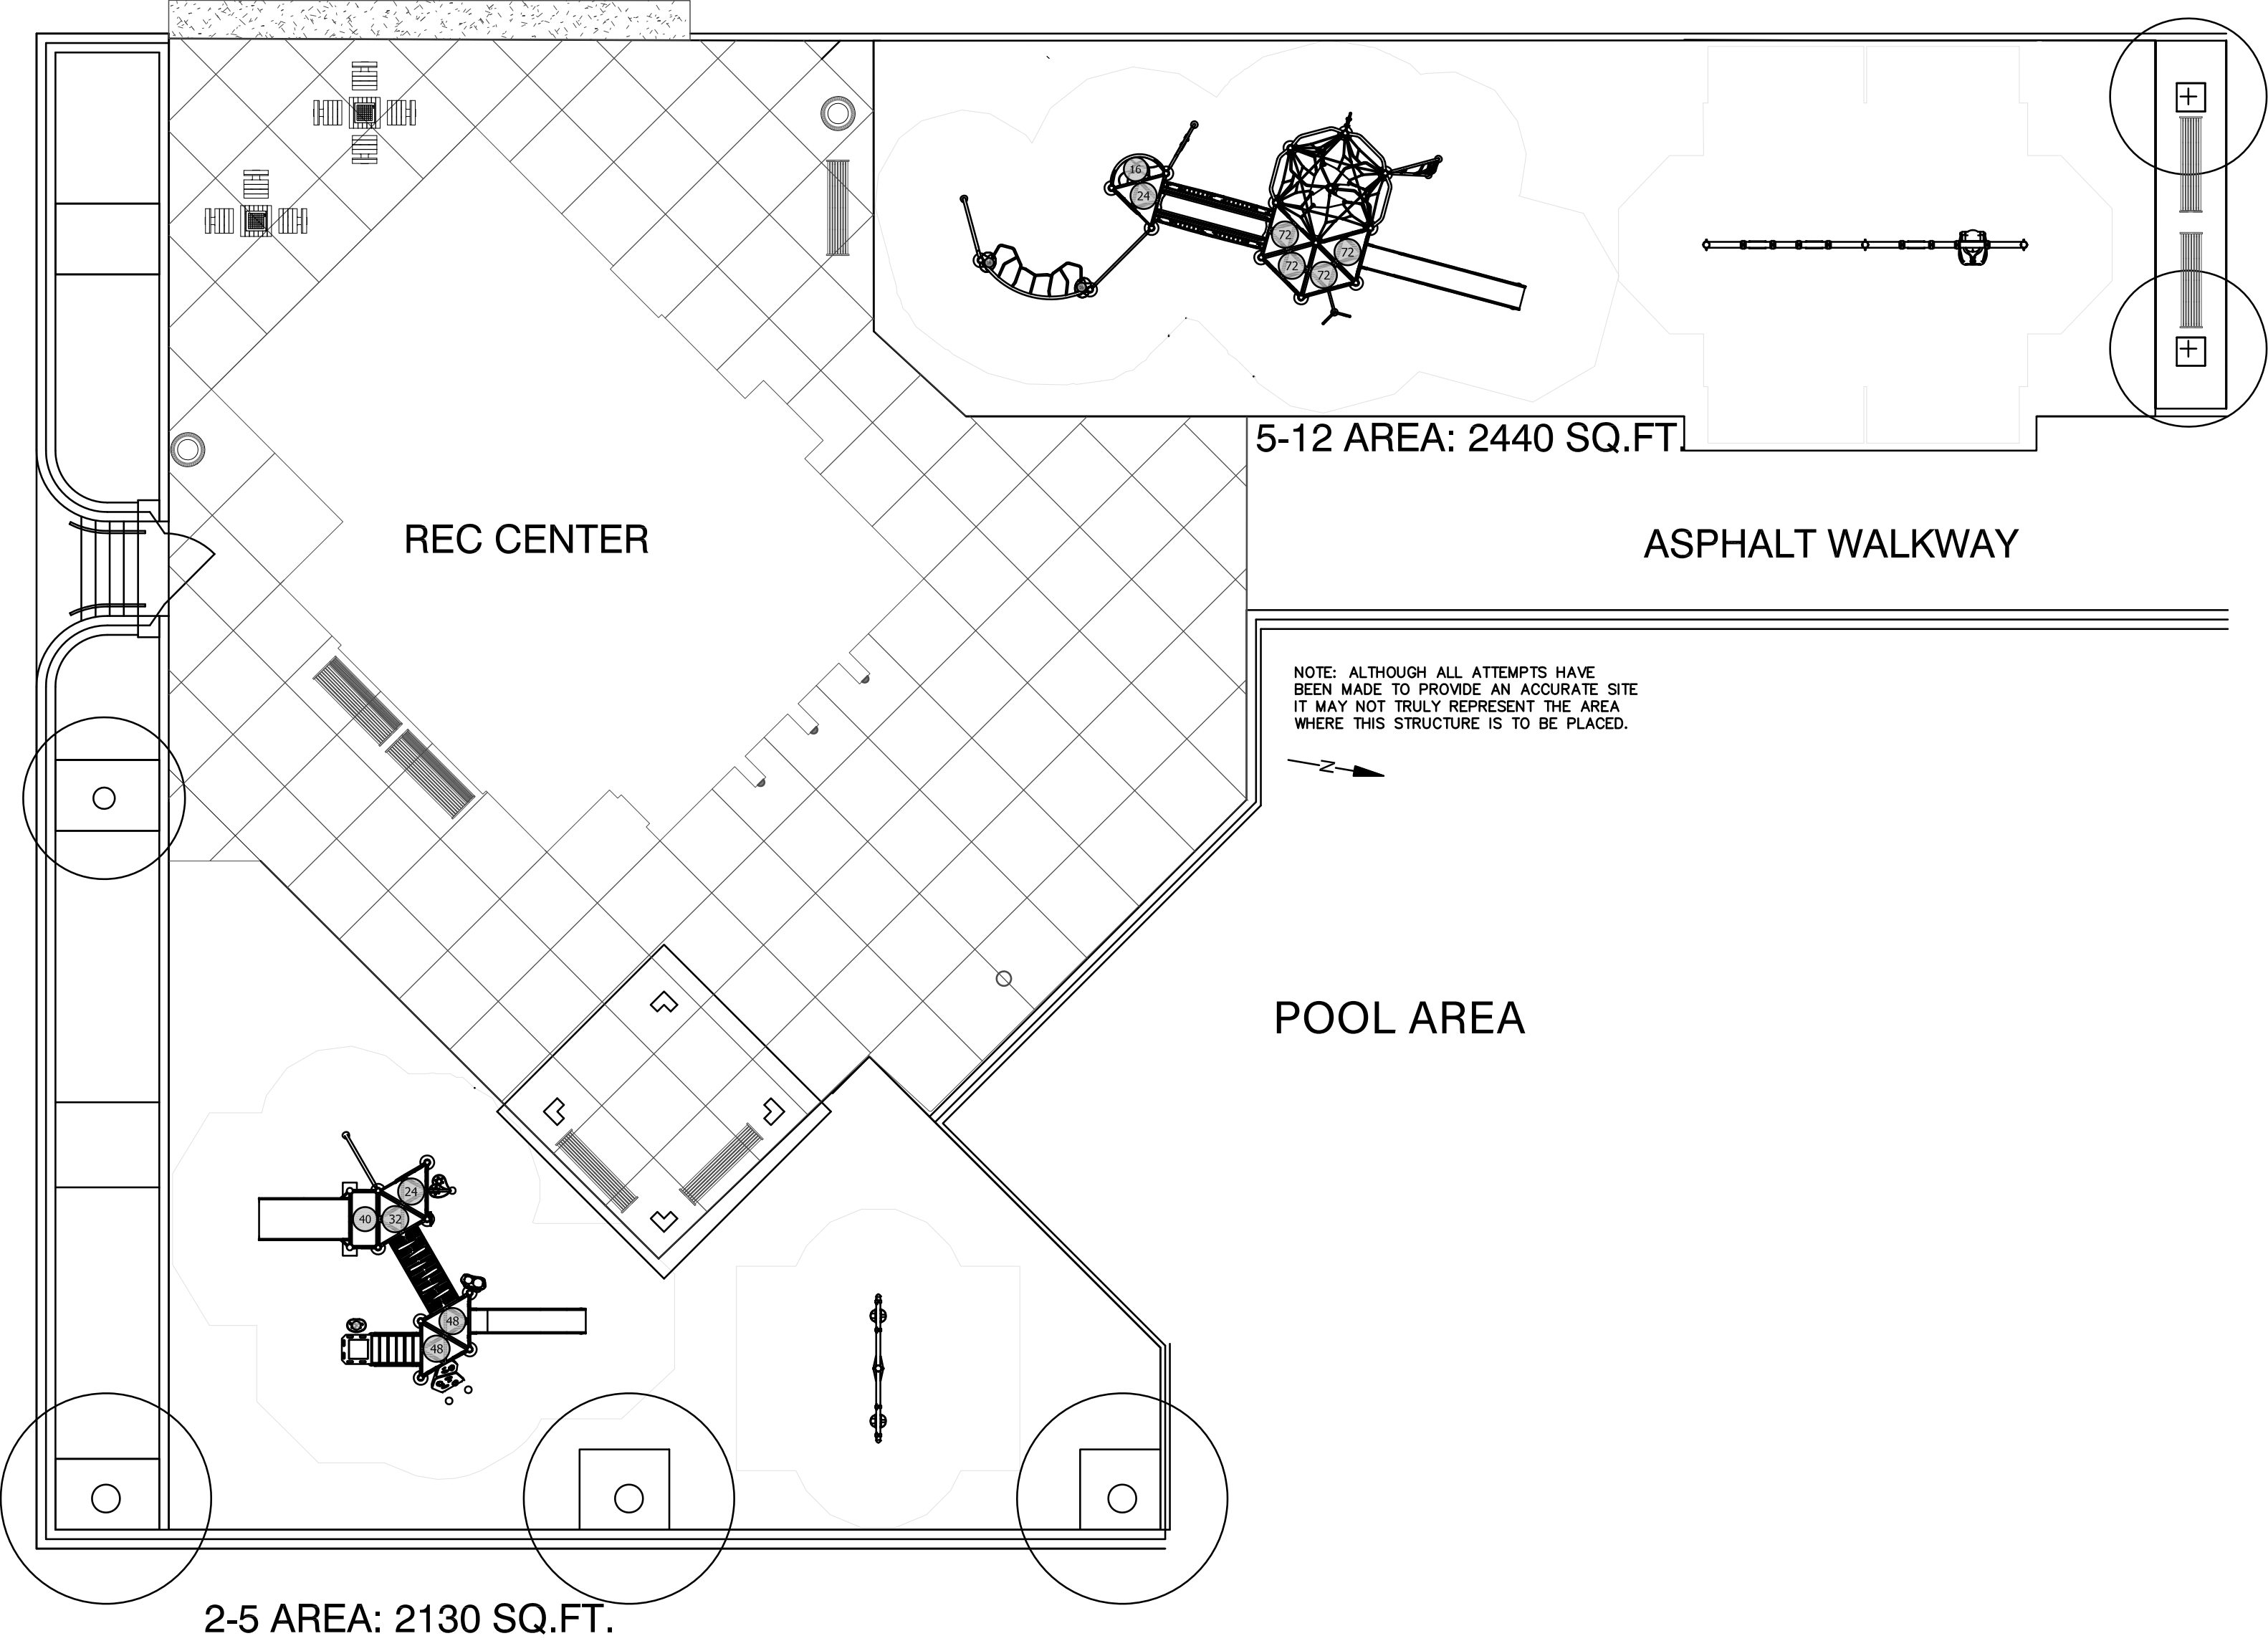 16
24
72
72
72
72
5-12 AREA: 2440 SQ.FT.
REC CENTER
ASPHALT WALKWAY
NOTE: ALTHOUGH ALL ATTEMPTS HAVE
BEEN MADE TO PROVIDE AN ACCURATE SITE
IT MAY NOT TRULY REPRESENT THE AREA
WHERE THIS STRUCTURE IS TO BE PLACED.
N
POOL AREA
24
40
32
48
48
2-5 AREA: 2130 SQ.FT.